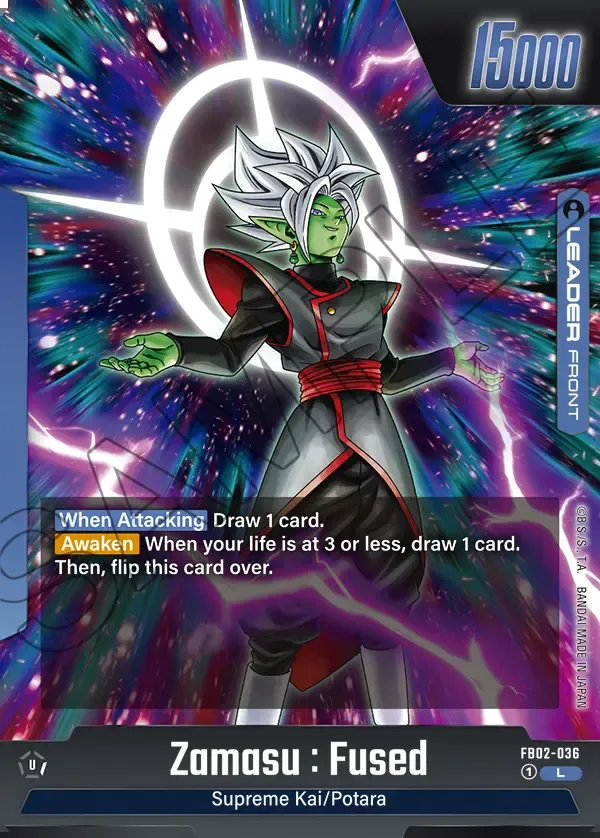 15000
LEADER FRONT
When Attacking Draw 1 card.
Awaken When your life is at 3 or less, draw 1 card.
Then, flip this card over.
©B.S./S., T.A. BANDAI MADE IN JAPAN
SAMPLE
Zamasu : Fused
FB02-036
U
1 L
Supreme Kai/Potara